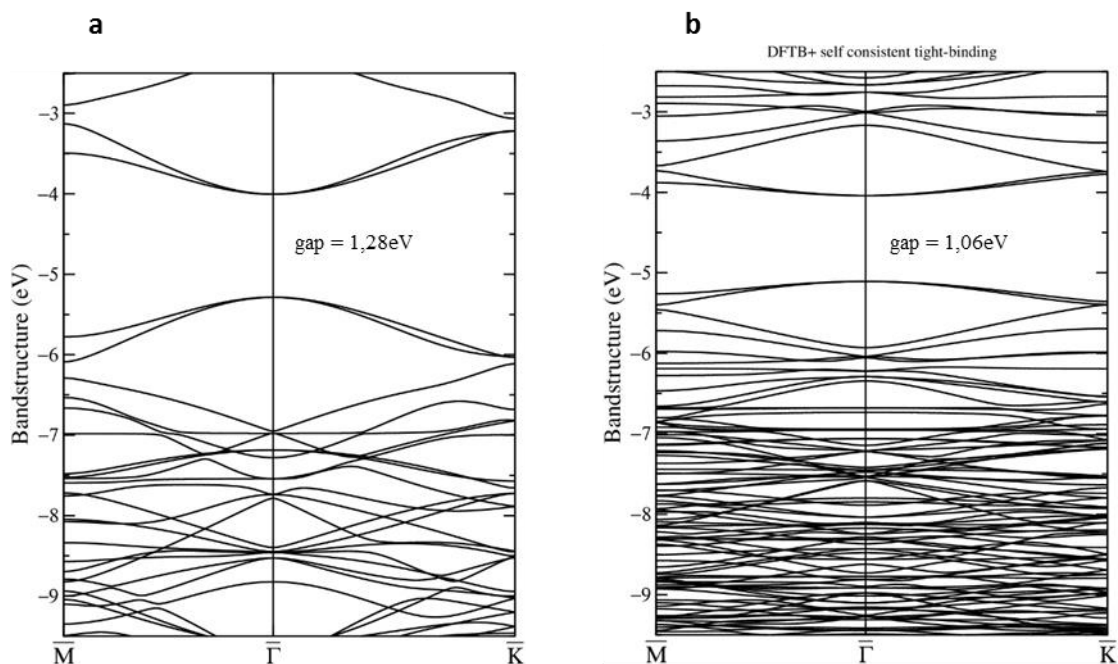 a
b
DFTB+ self consistent tight-binding
Bandstructure (eV)
-3
-4
-5
-6
-7
-8
-9
gap = 1,28eV
M̅
Γ̅
K̅
Bandstructure (eV)
-3
-4
-5
-6
-7
-8
-9
gap = 1,06eV
M̅
Γ̅
K̅